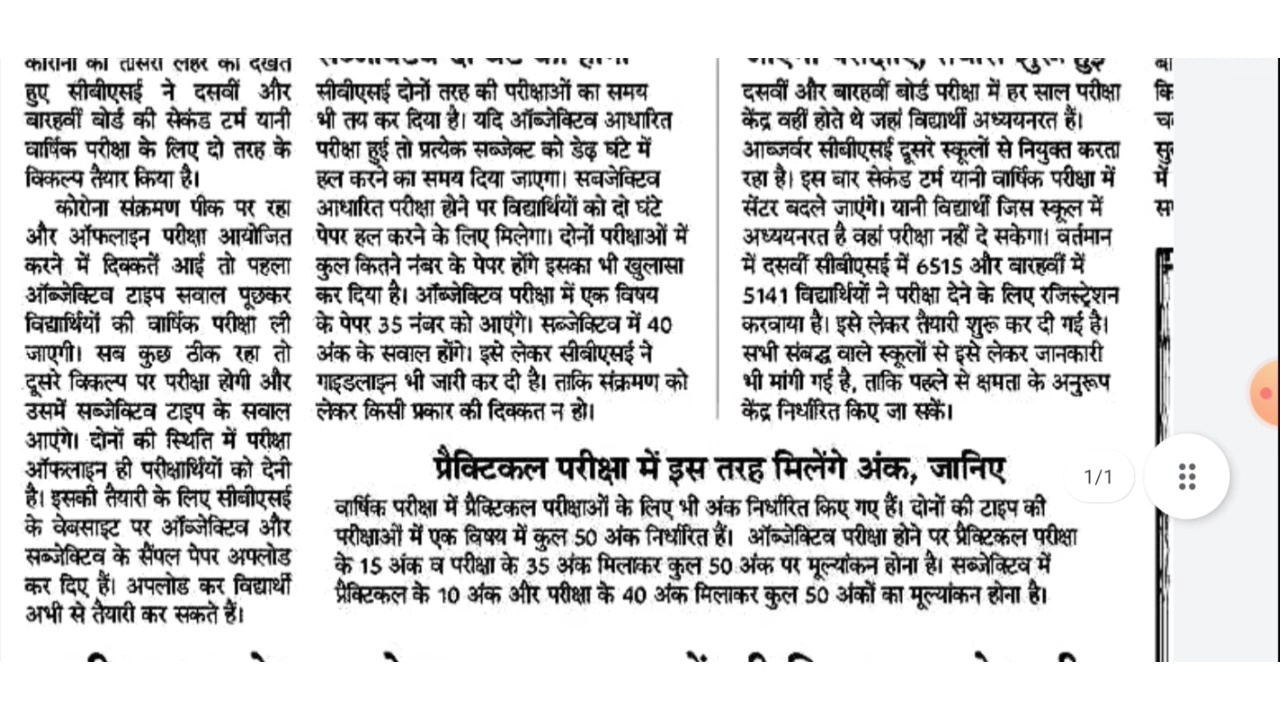 कोरोना की तीसरी लहर को देखते
हुए सीबीएसई ने दसवीं और
बारहवीं बोर्ड की सेकंड टर्म यानी
वार्षिक परीक्षा के लिए दो तरह के
विकल्प तैयार किया है।
कोरोना संक्रमण पीक पर रहा
और ऑफलाइन परीक्षा आयोजित
करने में दिक्कतें आई तो पहला
ऑब्जेक्टिव टाइप सवाल पूछकर
विद्यार्थियों की वार्षिक परीक्षा ली
जाएगी। सब कुछ ठीक रहा तो
दूसरे विकल्प पर परीक्षा होगी और
उसमें सब्जेक्टिव टाइप के सवाल
आएंगे। दोनों की स्थिति में परीक्षा
ऑफलाइन ही परीक्षार्थियों को देनी
है। इसकी तैयारी के लिए सीबीएसई
के वेबसाइट पर ऑब्जेक्टिव और
सब्जेक्टिव के सैंपल पेपर अपलोड
कर दिए हैं। अपलोड कर विद्यार्थी
अभी से तैयारी कर सकते हैं।
सीवीएसई दोनों तरह की परीक्षाओं का समय
भी तय कर दिया है। यदि ऑब्जेक्टिव आधारित
परीक्षा हुई तो प्रत्येक सब्जेक्ट को डेढ़ घंटे में
हल करने का समय दिया जाएगा। सबजेक्टिव
आधारित परीक्षा होने पर विद्यार्थियों को दो घंटे
पेपर हल करने के लिए मिलेगा। दोनों परीक्षाओं में
कुल कितने नंबर के पेपर होंगे इसका भी खुलासा
कर दिया है। ऑब्जेक्टिव परीक्षा में एक विषय
के पेपर 35 नंबर को आएंगे। सब्जेक्टिव में 40
अंक के सवाल होंगे। इसे लेकर सीबीएसई ने
गाइडलाइन भी जारी कर दी है। ताकि संक्रमण को
लेकर किसी प्रकार की दिक्कत न हो।
दसवीं और बारहवीं बोर्ड परीक्षा में हर साल परीक्षा
केंद्र वहीं होते थे जहां विद्यार्थी अध्ययनरत हैं।
आब्जर्वर सीबीएसई दूसरे स्कूलों से नियुक्त करता
रहा है। इस बार सेकंड टर्म यानी वार्षिक परीक्षा में
सेंटर बदले जाएंगे। यानी विद्यार्थी जिस स्कूल में
अध्ययनरत है वहां परीक्षा नहीं दे सकेगा। वर्तमान
में दसवीं सीबीएसई में 6515 और बारहवीं में
5141 विद्यार्थियों ने परीक्षा देने के लिए रजिस्ट्रेशन
करवाया है। इसे लेकर तैयारी शुरू कर दी गई है।
सभी संबद्ध वाले स्कूलों से इसे लेकर जानकारी
भी मांगी गई है, ताकि पहले से क्षमता के अनुरूप
केंद्र निर्धारित किए जा सकें।
प्रैक्टिकल परीक्षा में इस तरह मिलेंगे अंक, जानिए
वार्षिक परीक्षा में प्रैक्टिकल परीक्षाओं के लिए भी अंक निर्धारित किए गए हैं। दोनों की टाइप की
परीक्षाओं में एक विषय में कुल 50 अंक निर्धारित हैं। ऑब्जेक्टिव परीक्षा होने पर प्रैक्टिकल परीक्षा
के 15 अंक व परीक्षा के 35 अंक मिलाकर कुल 50 अंक पर मूल्यांकन होना है। सब्जेक्टिव में
प्रैक्टिकल के 10 अंक और परीक्षा के 40 अंक मिलाकर कुल 50 अंकों का मूल्यांकन होना है।
1/1